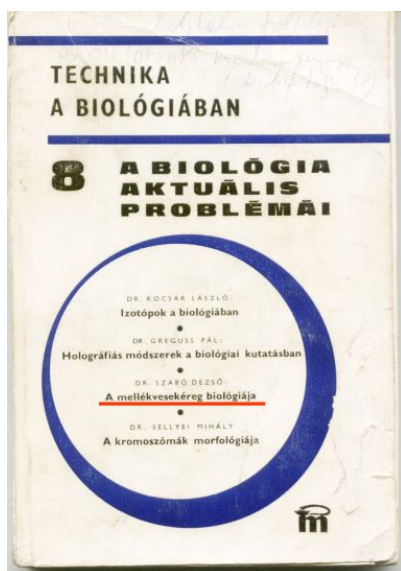 TECHNIKA
A BIOLÓGIÁBAN
8 A BIOLÓGIA
AKTUÁLIS
PROBLÉMÁI
DR. KOCSÁR LÁSZLÓ:
Izotópok a biológiában
•
DR. GREGUSS PÁL:
Holográfiás módszerek a biológiai kutatásban
•
DR. SZABÓ DEZSŐ:
A mellékvesekéreg biológiája
•
DR. SELLYEI MIHÁLY
A kromoszómák morfológiája
m